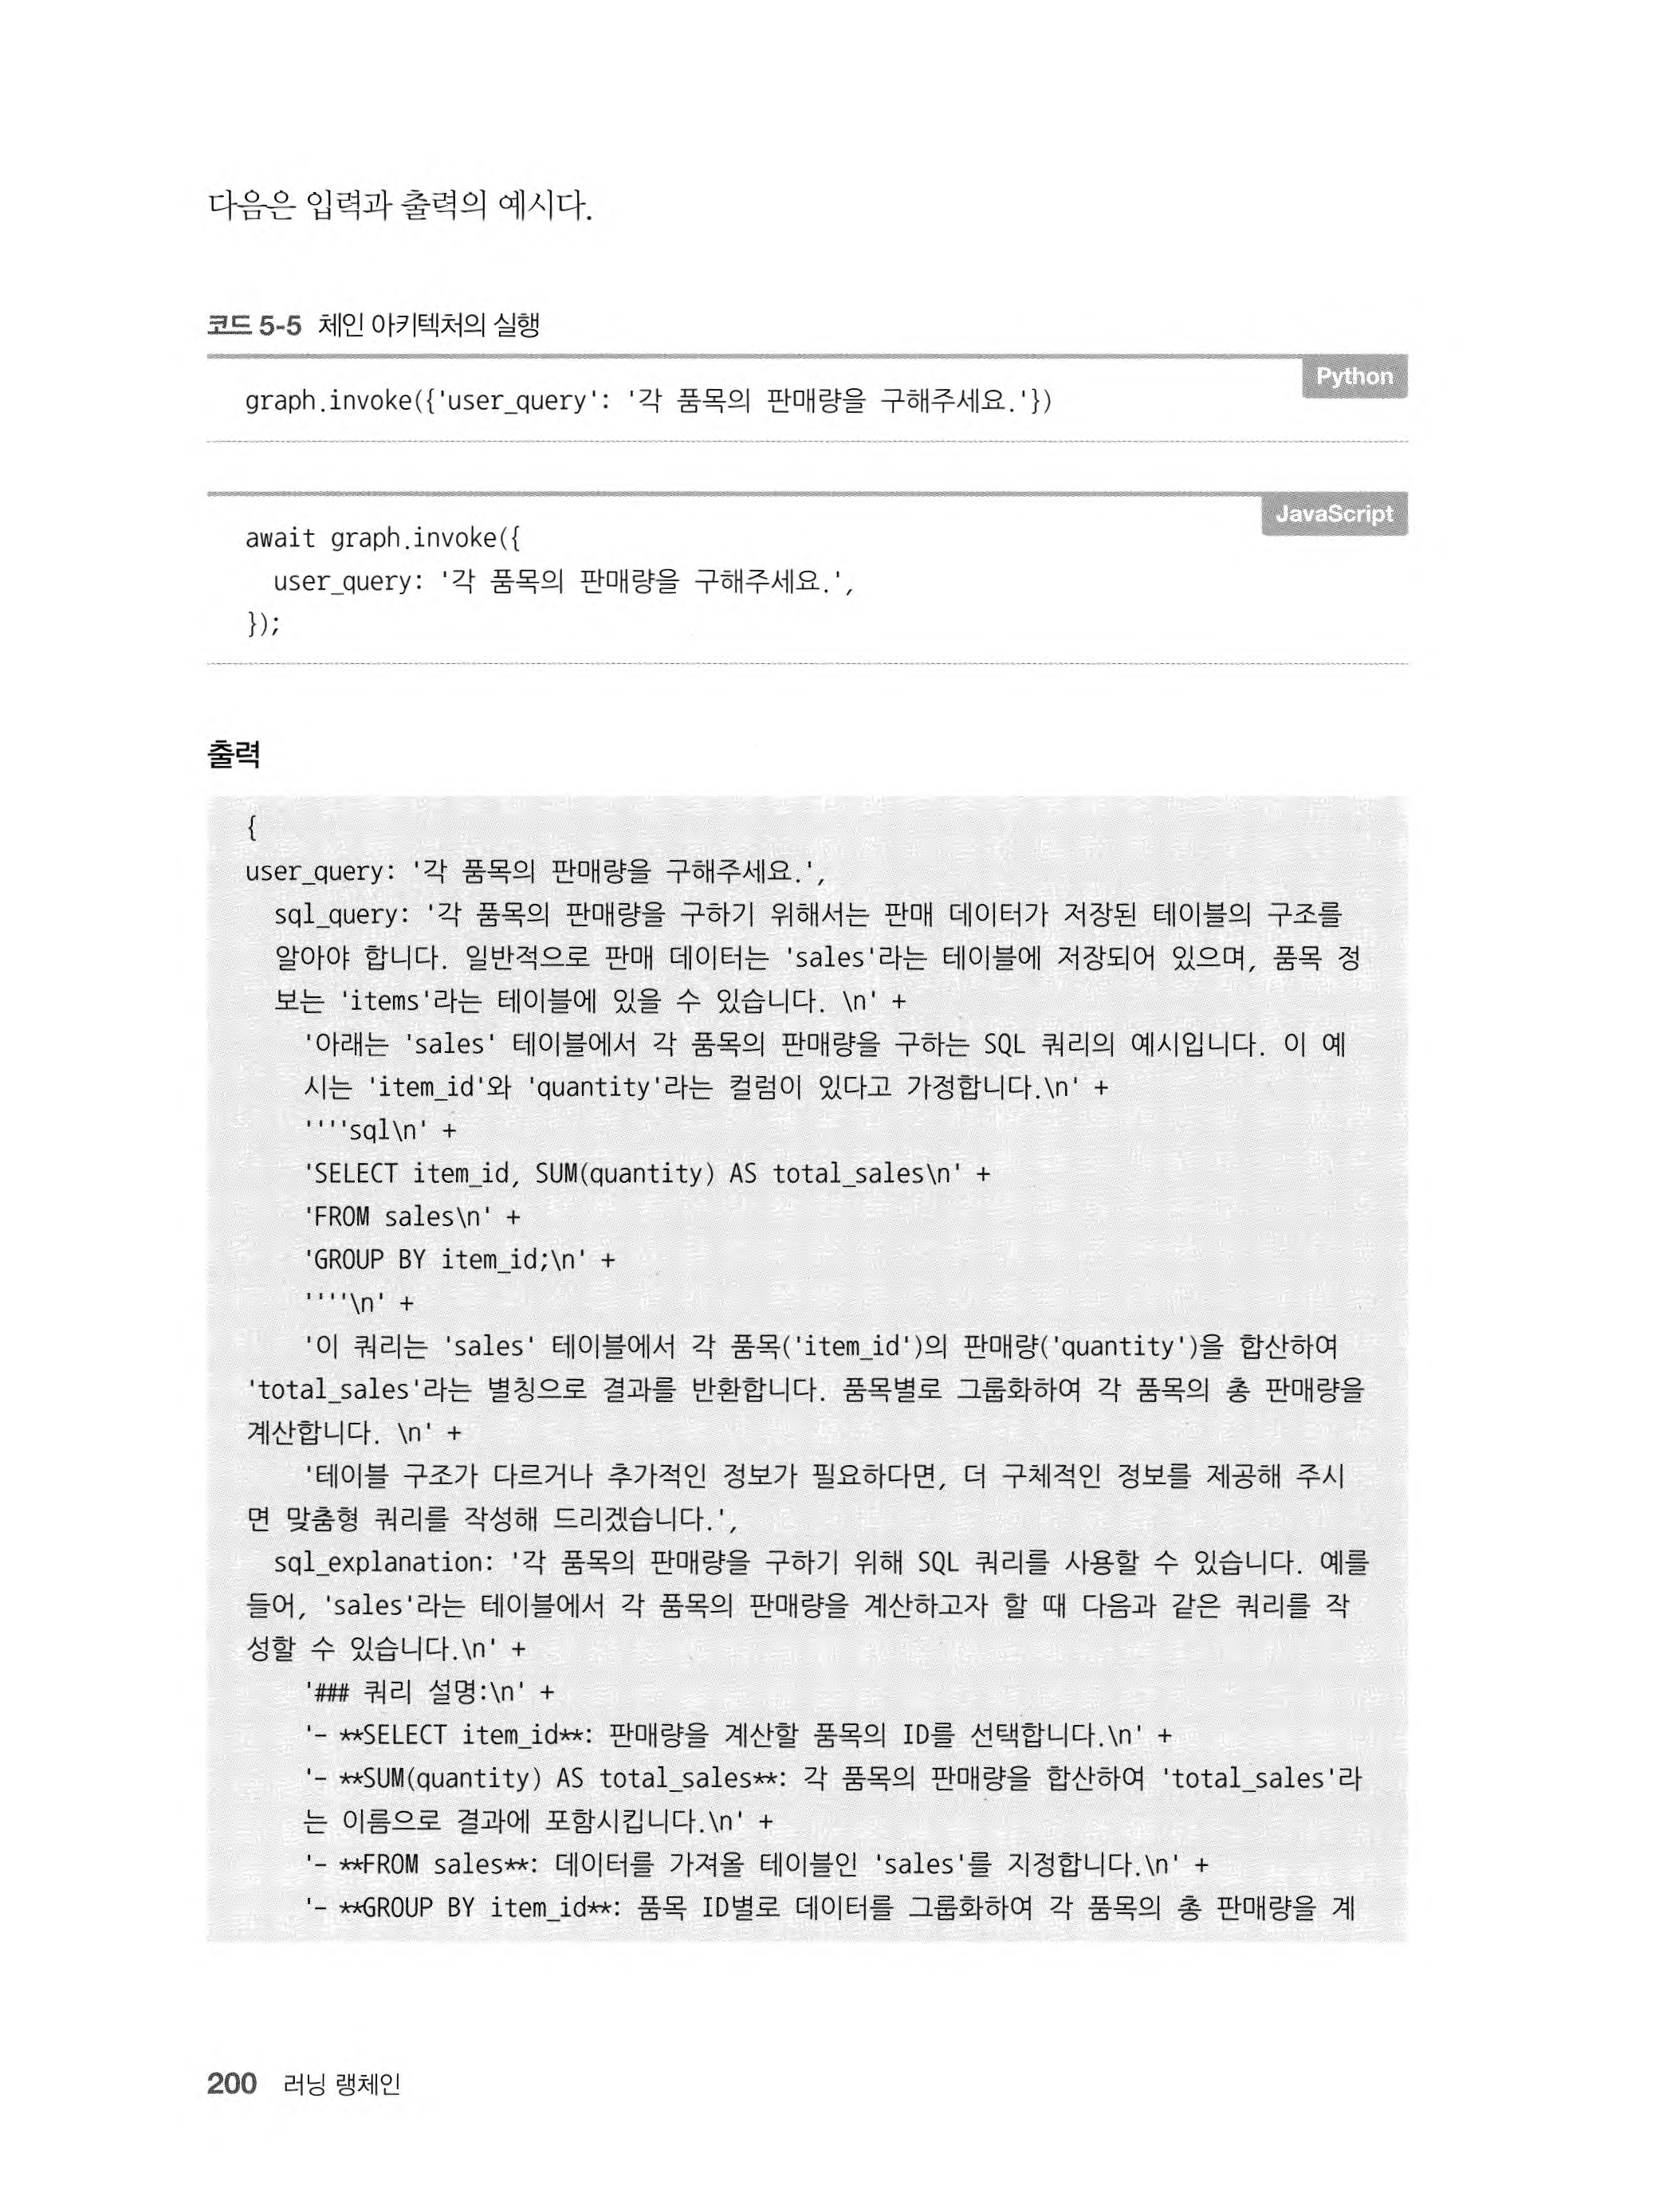 다음은 입력과 출력의 예시다.
코드 5-5 체인 아키텍처의 실행
Python
graph.invoke({'user_query': '각 품목의 판매량을 구해주세요.'})
JavaScript
await graph.invoke({
  user_query: '각 품목의 판매량을 구해주세요.',
});
출력
{
user_query: '각 품목의 판매량을 구해주세요.',
  sql_query: '각 품목의 판매량을 구하기 위해서는 판매 데이터가 저장된 테이블의 구조를
  알아야 합니다. 일반적으로 판매 데이터는 'sales'라는 테이블에 저장되어 있으며, 품목 정
  보는 'items'라는 테이블에 있을 수 있습니다. \n' +
    '아래는 'sales' 테이블에서 각 품목의 판매량을 구하는 SQL 쿼리의 예시입니다. 이 예
    시는 'item_id'와 'quantity'라는 컬럼이 있다고 가정합니다.\n' +
    ''''sql\n' +
    'SELECT item_id, SUM(quantity) AS total_sales\n' +
    'FROM sales\n' +
    'GROUP BY item_id;\n' +
    ''''\n' +
    '이 쿼리는 'sales' 테이블에서 각 품목('item_id')의 판매량('quantity')을 합산하여
'total_sales'라는 별칭으로 결과를 반환합니다. 품목별로 그룹화하여 각 품목의 총 판매량을
계산합니다. \n' +
    '테이블 구조가 다르거나 추가적인 정보가 필요하다면, 더 구체적인 정보를 제공해 주시
면 맞춤형 쿼리를 작성해 드리겠습니다.',
  sql_explanation: '각 품목의 판매량을 구하기 위해 SQL 쿼리를 사용할 수 있습니다. 예를
들어, 'sales'라는 테이블에서 각 품목의 판매량을 계산하고자 할 때 다음과 같은 쿼리를 작
성할 수 있습니다.\n' +
    '### 쿼리 설명:\n' +
    '- **SELECT item_id**: 판매량을 계산할 품목의 ID를 선택합니다.\n' +
    '- **SUM(quantity) AS total_sales**: 각 품목의 판매량을 합산하여 'total_sales'라
    는 이름으로 결과에 포함시킵니다.\n' +
    '- **FROM sales**: 데이터를 가져올 테이블인 'sales'를 지정합니다.\n' +
    '- **GROUP BY item_id**: 품목 ID별로 데이터를 그룹화하여 각 품목의 총 판매량을 계
200 러닝 랭체인